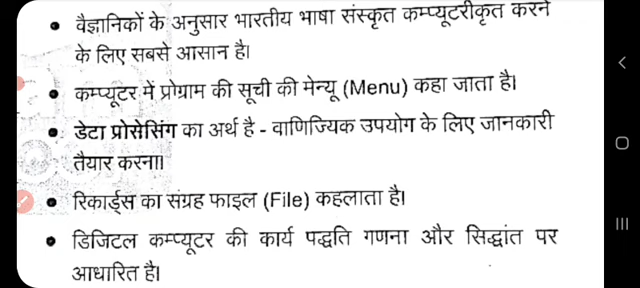 • वैज्ञानिकों के अनुसार भारतीय भाषा संस्कृत कम्प्यूटरीकृत करने
के लिए सबसे आसान है।
• कम्प्यूटर में प्रोग्राम की सूची की मेन्यू (Menu) कहा जाता है।
• डेटा प्रोसेसिंग का अर्थ है - वाणिज्यिक उपयोग के लिए जानकारी
तैयार करना।
• रिकार्ड्स का संग्रह फाइल (File) कहलाता है।
• डिजिटल कम्प्यूटर की कार्य पद्धति गणना और सिद्धांत पर
आधारित है।